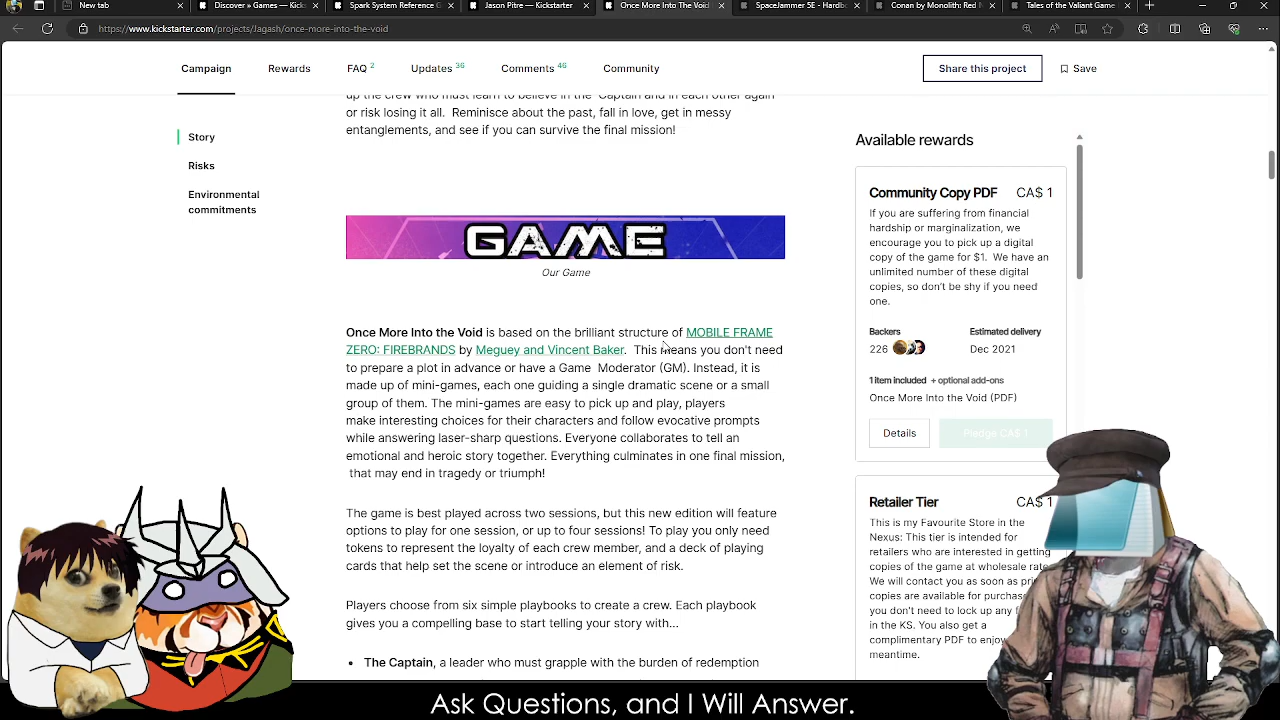 New tab
Discover » Games — Kicks
Spark System Reference G
Jason Pitre — Kickstarter
Once More Into The Void
SpaceJammer 5E - Hardbo
Conan by Monolith: Red N
Tales of the Valiant Game
https://www.kickstarter.com/projects/Jagash/once-more-into-the-void
Campaign
Rewards
FAQ 2
Updates 36
Comments 46
Community
Share this project
Save
Story
Risks
Environmental
commitments
up the crew who must learn to believe in the Captain and in each other again
or risk losing it all. Reminisce about the past, fall in love, get in messy
entanglements, and see if you can survive the final mission!
GAME
Our Game
Once More Into the Void is based on the brilliant structure of MOBILE FRAME
ZERO: FIREBRANDS by Meguey and Vincent Baker. This means you don't need
to prepare a plot in advance or have a Game Moderator (GM). Instead, it is
made up of mini-games, each one guiding a single dramatic scene or a small
group of them. The mini-games are easy to pick up and play, players
make interesting choices for their characters and follow evocative prompts
while answering laser-sharp questions. Everyone collaborates to tell an
emotional and heroic story together. Everything culminates in one final mission,
that may end in tragedy or triumph!
The game is best played across two sessions, but this new edition will feature
options to play for one session, or up to four sessions! To play you only need
tokens to represent the loyalty of each crew member, and a deck of playing
cards that help set the scene or introduce an element of risk.
Players choose from six simple playbooks to create a crew. Each playbook
gives you a compelling base to start telling your story with...
• The Captain, a leader who must grapple with the burden of redemption
Available rewards
Community Copy PDF CA$ 1
If you are suffering from financial
hardship or marginalization, we
encourage you to pick up a digital
copy of the game for $1. We have
an unlimited number of these digital
copies, so don't be shy if you need
one.
Backers
226
Estimated delivery
Dec 2021
1 item included + optional add-ons
Once More Into the Void (PDF)
Details
Pledge CA$ 1
Retailer Tier CA$ 1
This is my Favourite Store in the
Nexus: This tier is intended for
retailers who are interested in getting
copies of the game at wholesale rate
We will contact you as soon as
copies are available for
you don't need to lock up any
in the KS. You also get a
complimentary PDF to enjoy
meantime.
Ask Questions, and I Will Answer.